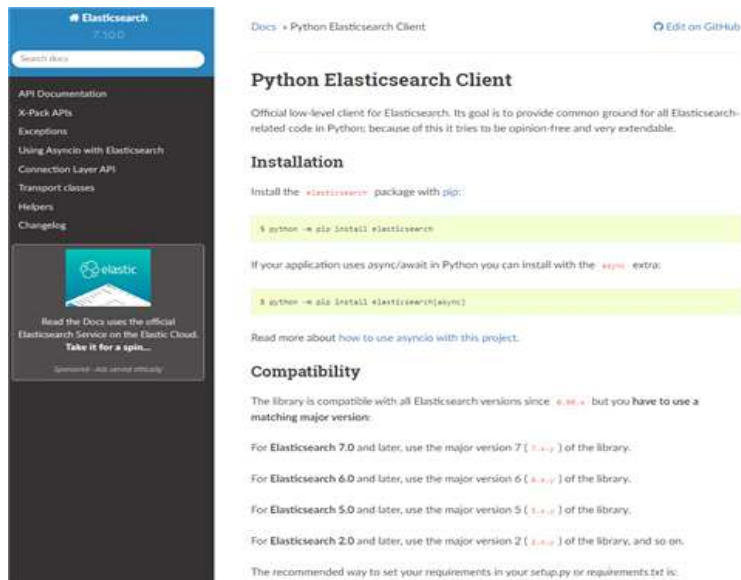 Elasticsearch
7.10.0
Search docs
API Documentation
X-Pack APIs
Exceptions
Using Asyncio with Elasticsearch
Connection Layer API
Transport classes
Helpers
Changelog
elastic
Read the Docs uses the official
Elasticsearch Service on the Elastic Cloud.
Take it for a spin...
Sponsored · Ads served ethically
Docs » Python Elasticsearch Client
Edit on GitHub
Python Elasticsearch Client
Official low-level client for Elasticsearch. Its goal is to provide common ground for all Elasticsearch-
related code in Python; because of this it tries to be opinion-free and very extendable.
Installation
Install the elasticsearch package with pip:
$ python -m pip install elasticsearch
If your application uses async/await in Python you can install with the async extra:
$ python -m pip install elasticsearch[async]
Read more about how to use asyncio with this project.
Compatibility
The library is compatible with all Elasticsearch versions since 0.90.x but you have to use a
matching major version:
For Elasticsearch 7.0 and later, use the major version 7 ( 7.x.y ) of the library.
For Elasticsearch 6.0 and later, use the major version 6 ( 6.x.y ) of the library.
For Elasticsearch 5.0 and later, use the major version 5 ( 5.x.y ) of the library.
For Elasticsearch 2.0 and later, use the major version 2 ( 2.x.y ) of the library, and so on.
The recommended way to set your requirements in your setup.py or requirements.txt is: